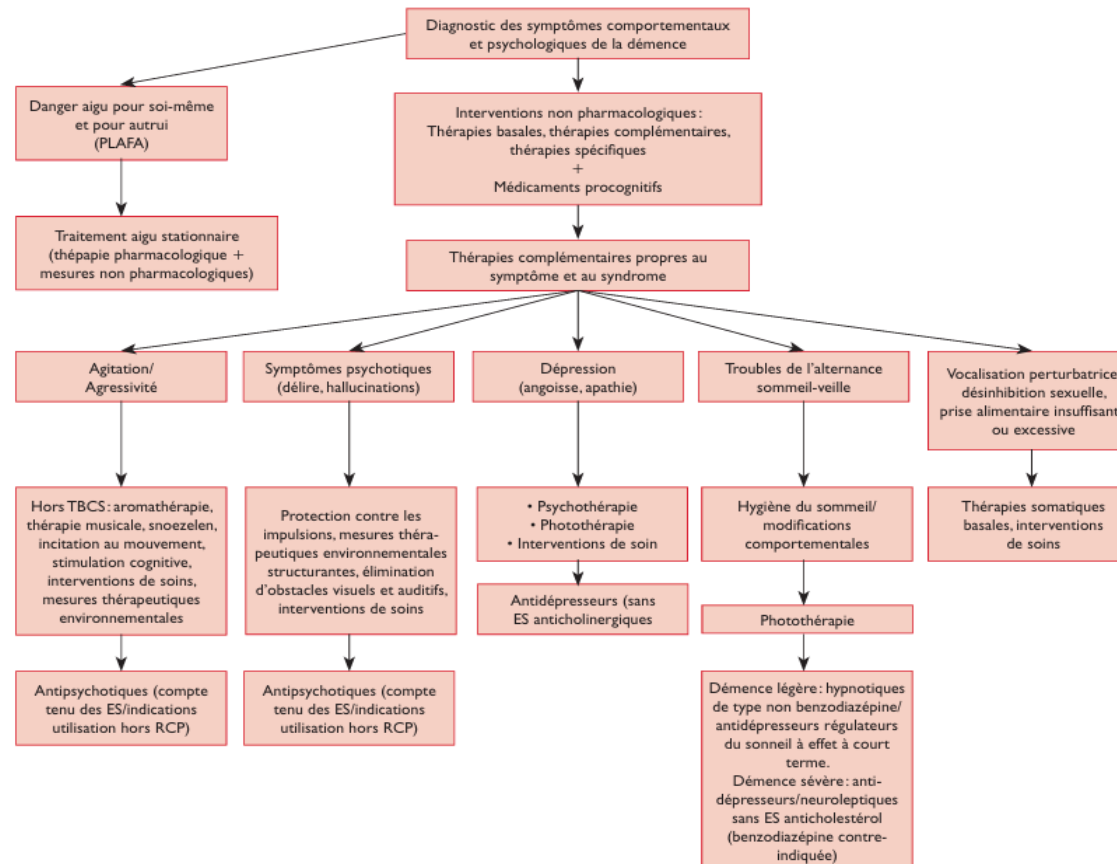 Diagnostic des symptômes comportementaux
et psychologiques de la démence
Danger aigu pour soi-même
et pour autrui
(PLAFA)
Interventions non pharmacologiques :
Thérapies basales, thérapies complémentaires,
thérapies spécifiques
+
Médicaments procognitifs
Traitement aigu stationnaire
(thépapie pharmacologique +
mesures non pharmacologiques)
Thérapies complémentaires propres au
symptôme et au syndrome
Agitation/
Agressivité
Symptômes psychotiques
(délire, hallucinations)
Dépression
(angoisse, apathie)
Troubles de l'alternance
sommeil-veille
Vocalisation perturbatrice
désinhibition sexuelle,
prise alimentaire insuffisant
ou excessive
Hors TBCS : aromathérapie,
thérapie musicale, snoezelen,
incitation au mouvement,
stimulation cognitive,
interventions de soins,
mesures thérapeutiques
environnementales
Protection contre les
impulsions, mesures théra-
peutiques environnementales
structurantes, élimination
d'obstacles visuels et auditifs,
interventions de soins
• Psychothérapie
• Photothérapie
• Interventions de soin
Hygiène du sommeil/
modifications
comportementales
Thérapies somatiques
basales, interventions
de soins
Antidépresseurs (sans
ES anticholinergiques
Photothérapie
Antipsychotiques (compte
tenu des ES/indications
utilisation hors RCP)
Antipsychotiques (compte
tenu des ES/indications
utilisation hors RCP)
Démence légère : hypnotiques
de type non benzodiazépine/
antidépresseurs régulateurs
du sonneil à effet à court
terme.
Démence sévère : anti-
dépresseurs/neuroleptiques
sans ES anticholestérol
(benzodiazépine contre-
indiquée)